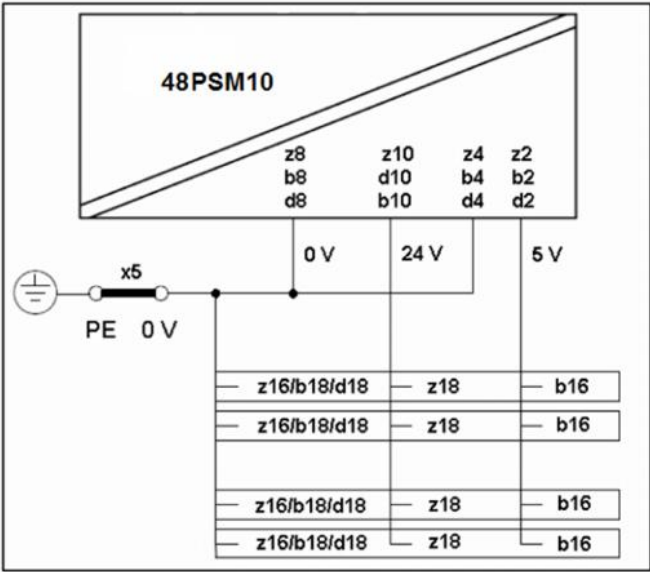 48PSM10
z8 z10 z4 z2
b8 d10 b4 b2
d8 b10 d4 d2
0 V 24 V 5 V
x5
PE 0 V
z16/b18/d18 z18 b16
z16/b18/d18 z18 b16
z16/b18/d18 z18 b16
z16/b18/d18 z18 b16